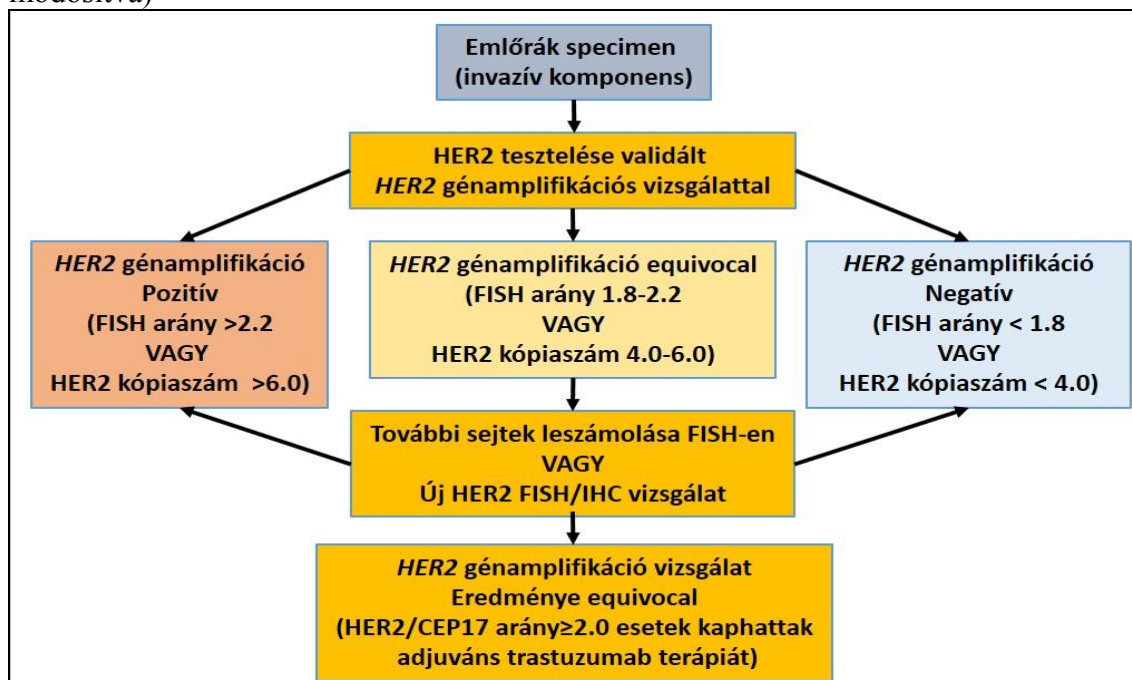 módosítva)
Emlőrák specimen
(invazív komponens)
HER2 tesztelése validált
HER2 génamplifikációs vizsgálattal
HER2 génamplifikáció
Pozitív
(FISH arány >2.2
VAGY
HER2 kópiaszám  >6.0)
HER2 génamplifikáció equivocal
(FISH arány 1.8-2.2
VAGY
HER2 kópiaszám 4.0-6.0)
HER2 génamplifikáció
Negatív
(FISH arány < 1.8
VAGY
HER2 kópiaszám < 4.0)
További sejtek leszámolása FISH-en
VAGY
Új HER2 FISH/IHC vizsgálat
HER2 génamplifikáció vizsgálat
Eredménye equivocal
(HER2/CEP17 arány≥2.0 esetek kaphattak
adjuváns trastuzumab terápiát)